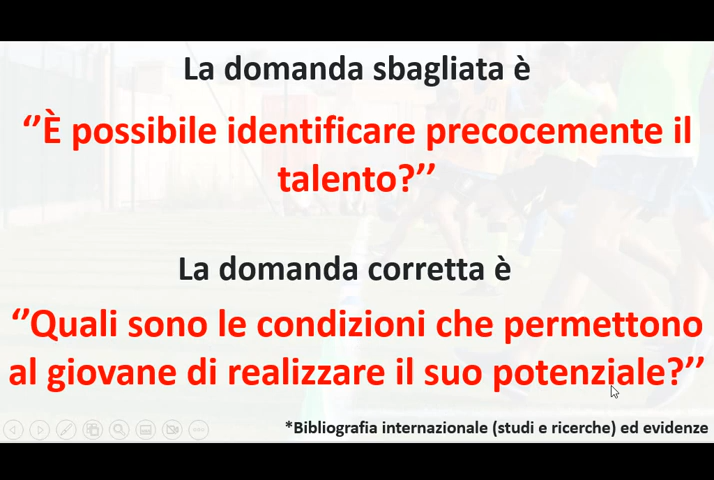 La domanda sbagliata è
‘’È possibile identificare precocemente il
talento?’’
La domanda corretta è
‘’Quali sono le condizioni che permettono
al giovane di realizzare il suo potenziale?’’
*Bibliografia internazionale (studi e ricerche) ed evidenze